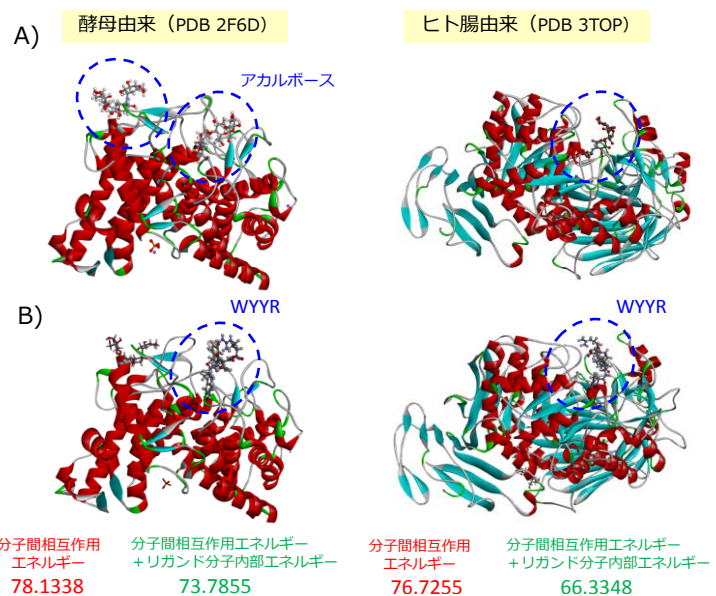 酵母由来（PDB 2F6D）
ヒト腸由来（PDB 3TOP）
A)
アカルボース
B)
WYYR
WYYR
分子間相互作用
エネルギー
78.1338
分子間相互作用エネルギー
＋リガンド分子内部エネルギー
73.7855
分子間相互作用
エネルギー
76.7255
分子間相互作用エネルギー
＋リガンド分子内部エネルギー
66.3348